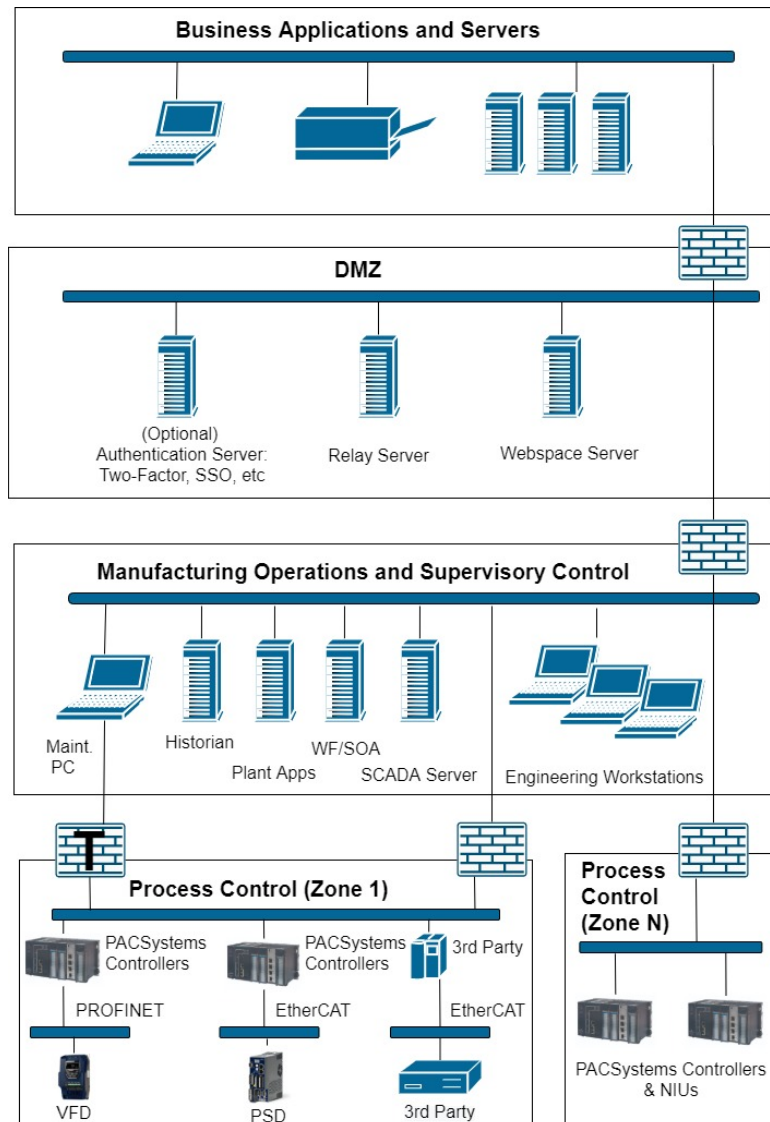 Business Applications and Servers
DMZ
(Optional)
Authentication Server:
Two-Factor, SSO, etc
Relay Server
Webspace Server
Manufacturing Operations and Supervisory Control
Maint.
PC
Historian
Plant Apps
WF/SOA
SCADA Server
Engineering Workstations
T
Process Control (Zone 1)
PACSystems
Controllers
PACSystems
Controllers
3rd Party
PROFINET
EtherCAT
EtherCAT
VFD
PSD
3rd Party
Process
Control
(Zone N)
PACSystems Controllers
& NIUs